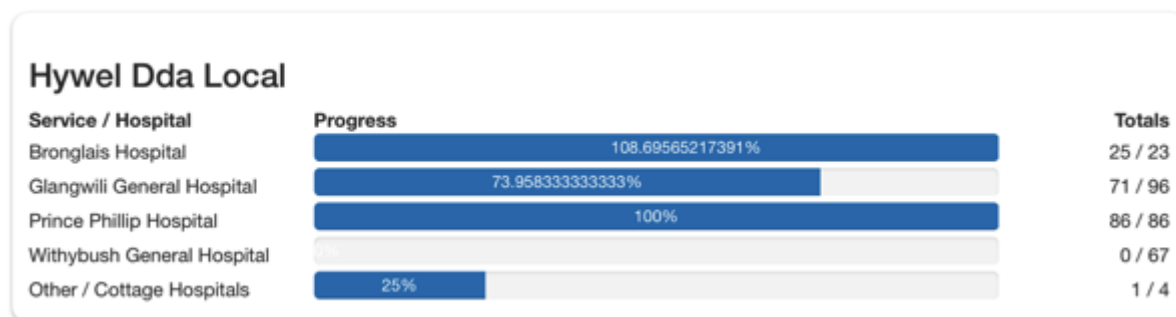 Hywel Dda Local
Service / Hospital Progress Totals
Bronglais Hospital 108.69565217391% 25 / 23
Glangwili General Hospital 73.958333333333% 71 / 96
Prince Phillip Hospital 100% 86 / 86
Withybush General Hospital 0% 0 / 67
Other / Cottage Hospitals 25% 1 / 4